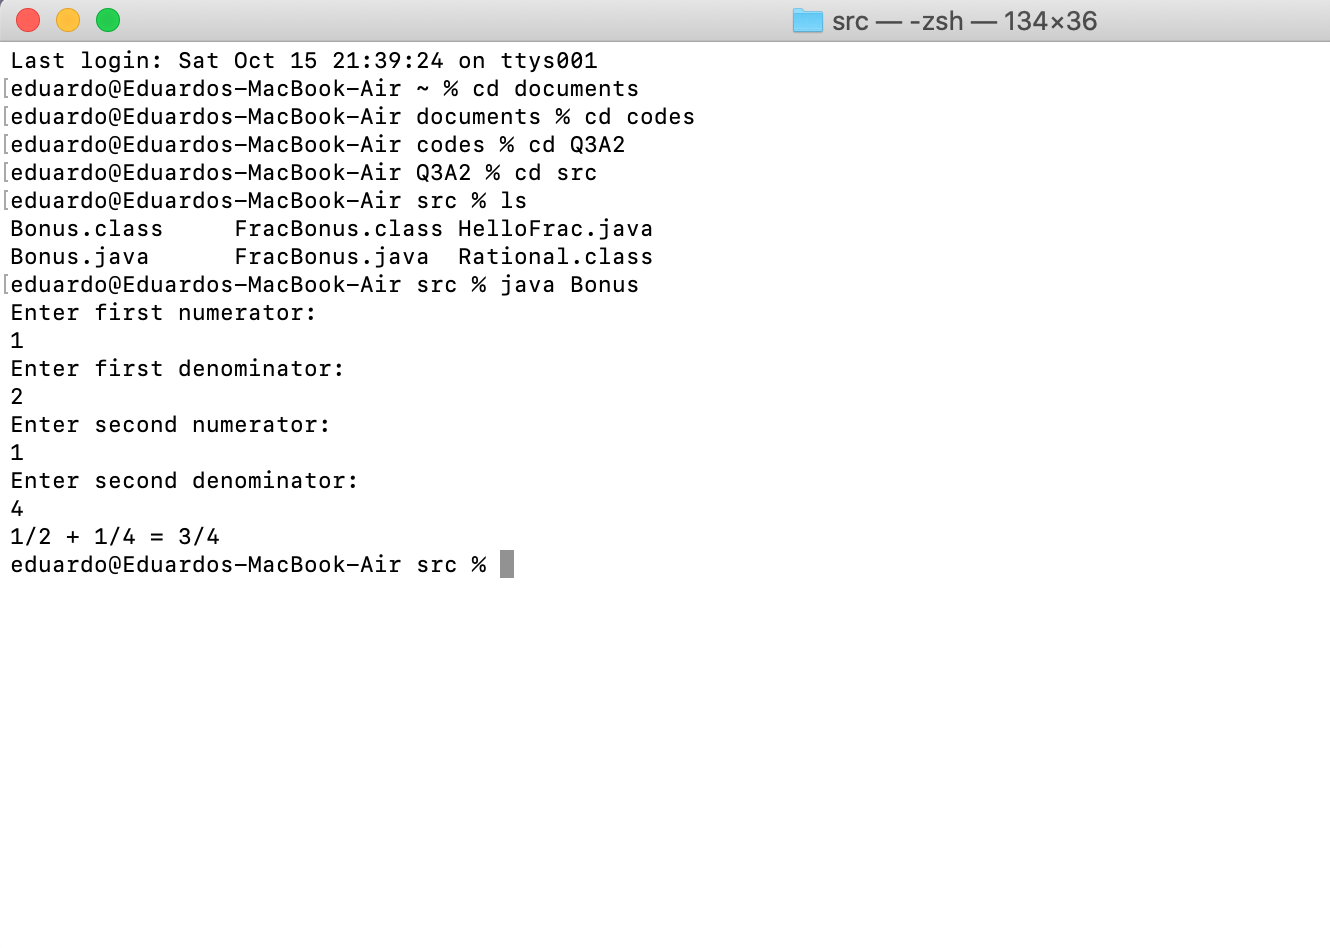 src — -zsh — 134×36
Last login: Sat Oct 15 21:39:24 on ttys001
[eduardo@Eduardos-MacBook-Air ~ % cd documents
[eduardo@Eduardos-MacBook-Air documents % cd codes
[eduardo@Eduardos-MacBook-Air codes % cd Q3A2
[eduardo@Eduardos-MacBook-Air Q3A2 % cd src
[eduardo@Eduardos-MacBook-Air src % ls
Bonus.class     FracBonus.class HelloFrac.java
Bonus.java      FracBonus.java  Rational.class
[eduardo@Eduardos-MacBook-Air src % java Bonus
Enter first numerator:
1
Enter first denominator:
2
Enter second numerator:
1
Enter second denominator:
4
1/2 + 1/4 = 3/4
eduardo@Eduardos-MacBook-Air src %